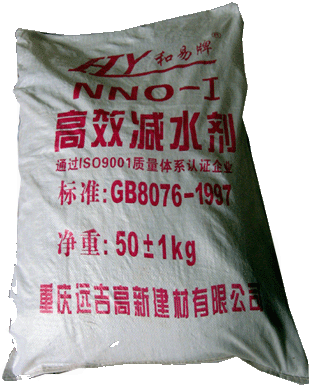 HY 和易牌®
NNO-I
高效减水剂
通过ISO9001质量体系认证企业
标准:GB8076-1997
净重:50±1kg
重庆远吉高新建材有限公司